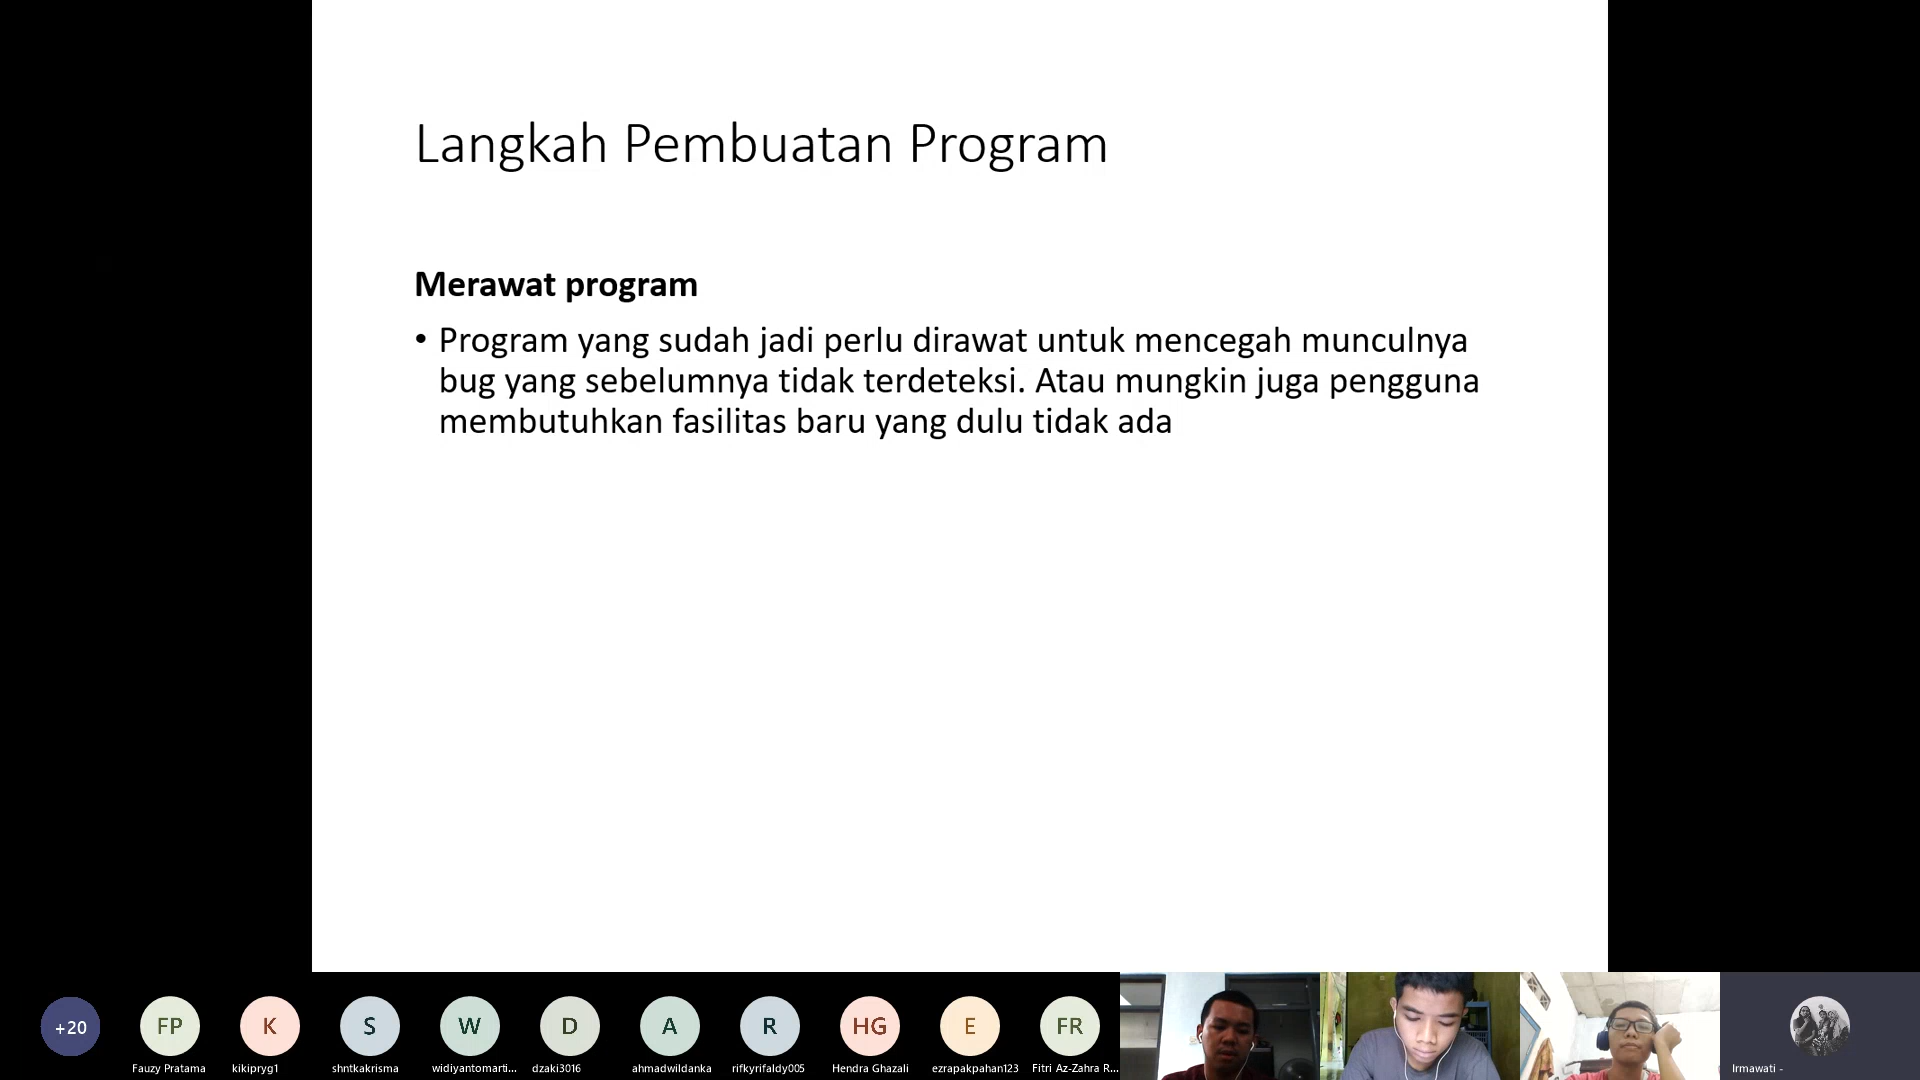 Langkah Pembuatan Program
Merawat program
• Program yang sudah jadi perlu dirawat untuk mencegah munculnya
bug yang sebelumnya tidak terdeteksi. Atau mungkin juga pengguna
membutuhkan fasilitas baru yang dulu tidak ada
+20 FP K S W D A R HG E FR
Fauzy Pratama kikipryg1 shntkakrisma widiyantomarti... dzaki3016 ahmadwildanka rifkyrifaldy005 Hendra Ghazali ezrapakpahan123 Fitri Az-Zahra R... Irmawati -